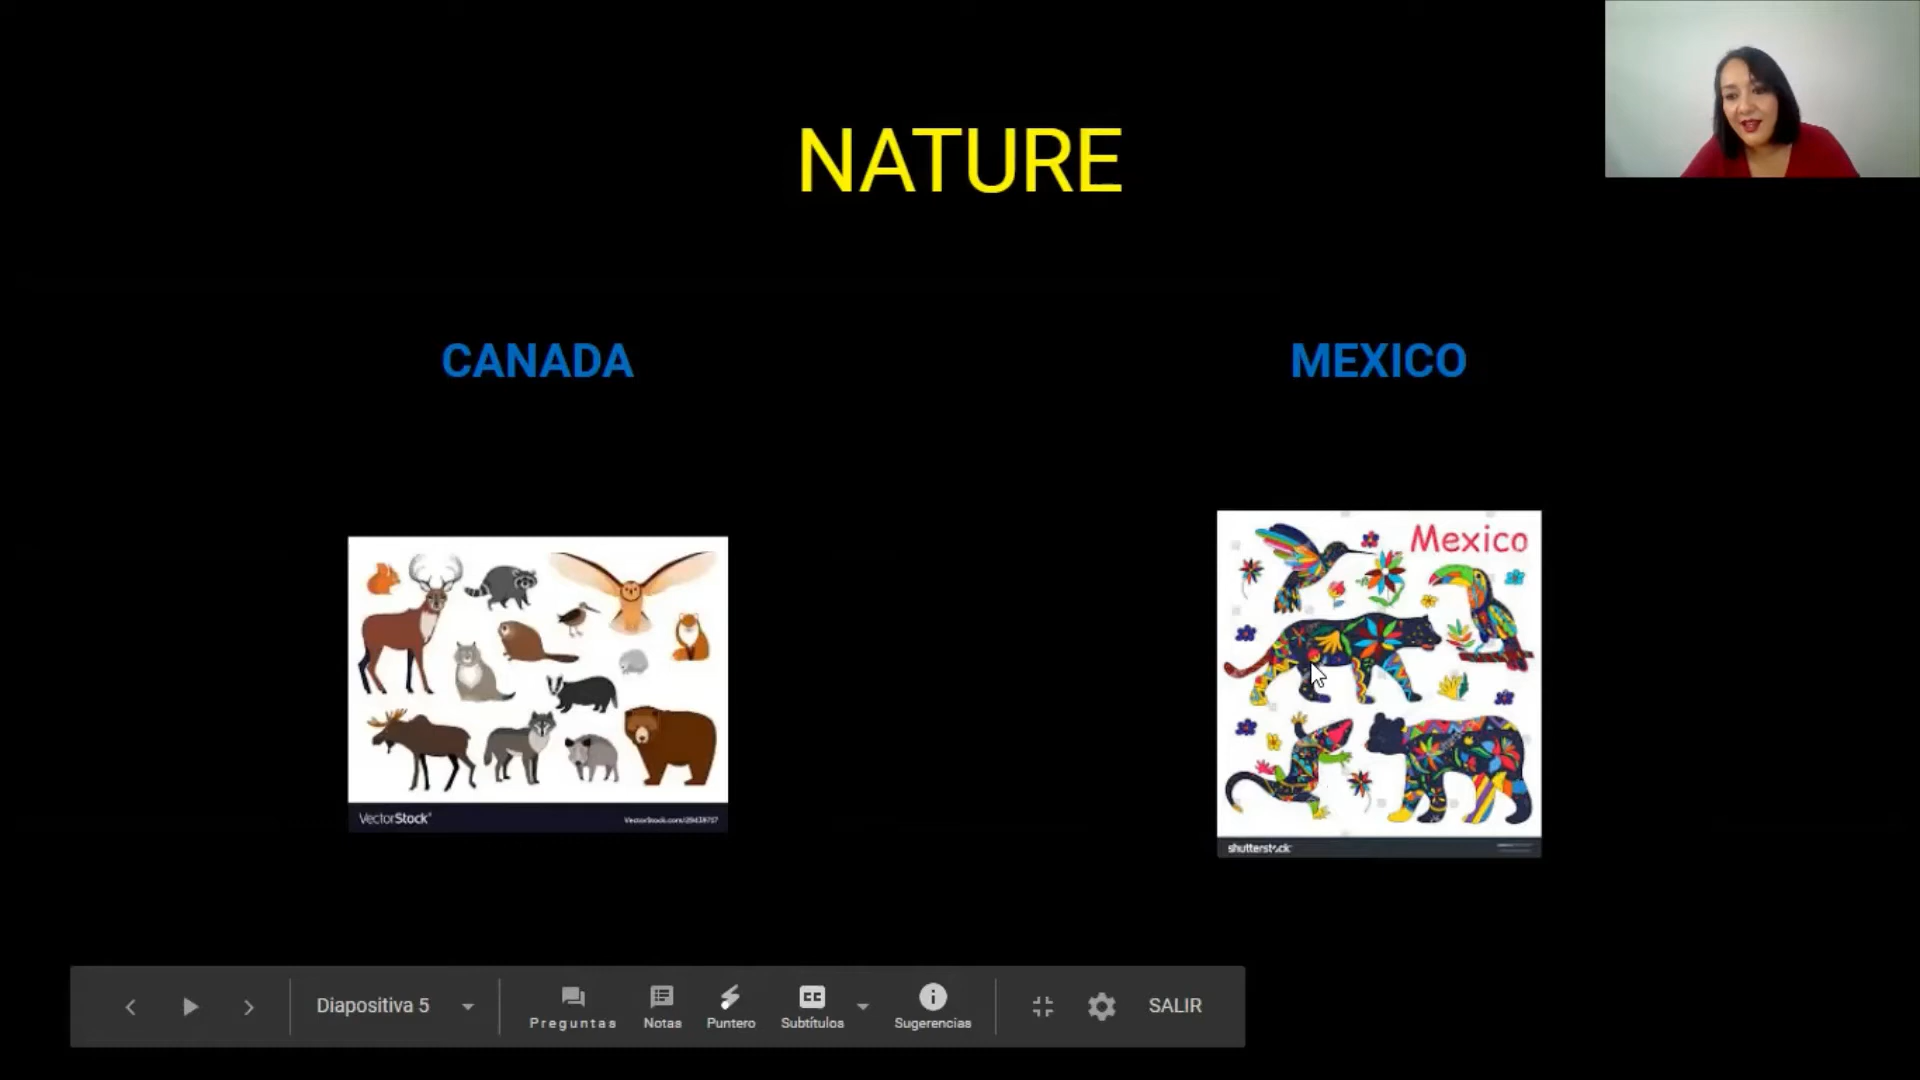 NATURE
CANADA
MEXICO
Mexico
VectorStock®
shutterstock
Diapositiva 5
Preguntas
Notas
Puntero
Subtítulos
Sugerencias
SALIR